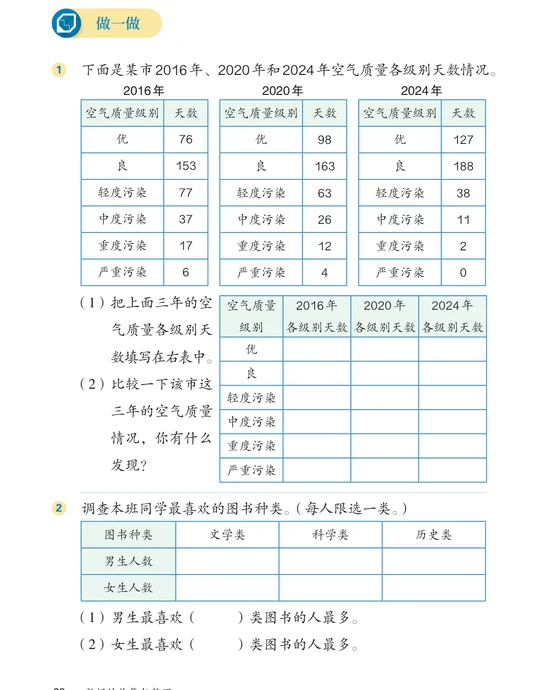 做一做
1 下面是某市2016年、2020年和2024年空气质量各级别天数情况。
2016年 2020年 2024年
空气质量级别 天数 空气质量级别 天数 空气质量级别 天数
优 76 优 98 优 127
良 153 良 163 良 188
轻度污染 77 轻度污染 63 轻度污染 38
中度污染 37 中度污染 26 中度污染 11
重度污染 17 重度污染 12 重度污染 2
严重污染 6 严重污染 4 严重污染 0
(1)把上面三年的空
气质量各级别天
数填写在右表中。
(2)比较一下该市这
三年的空气质量
情况，你有什么
发现？
空气质量 2016年 2020年 2024年
级别 各级别天数 各级别天数 各级别天数
优
良
轻度污染
中度污染
重度污染
严重污染
2 调查本班同学最喜欢的图书种类。(每人限选一类。)
图书种类 文学类 科学类 历史类
男生人数
女生人数
(1)男生最喜欢( )类图书的人最多。
(2)女生最喜欢( )类图书的人最多。